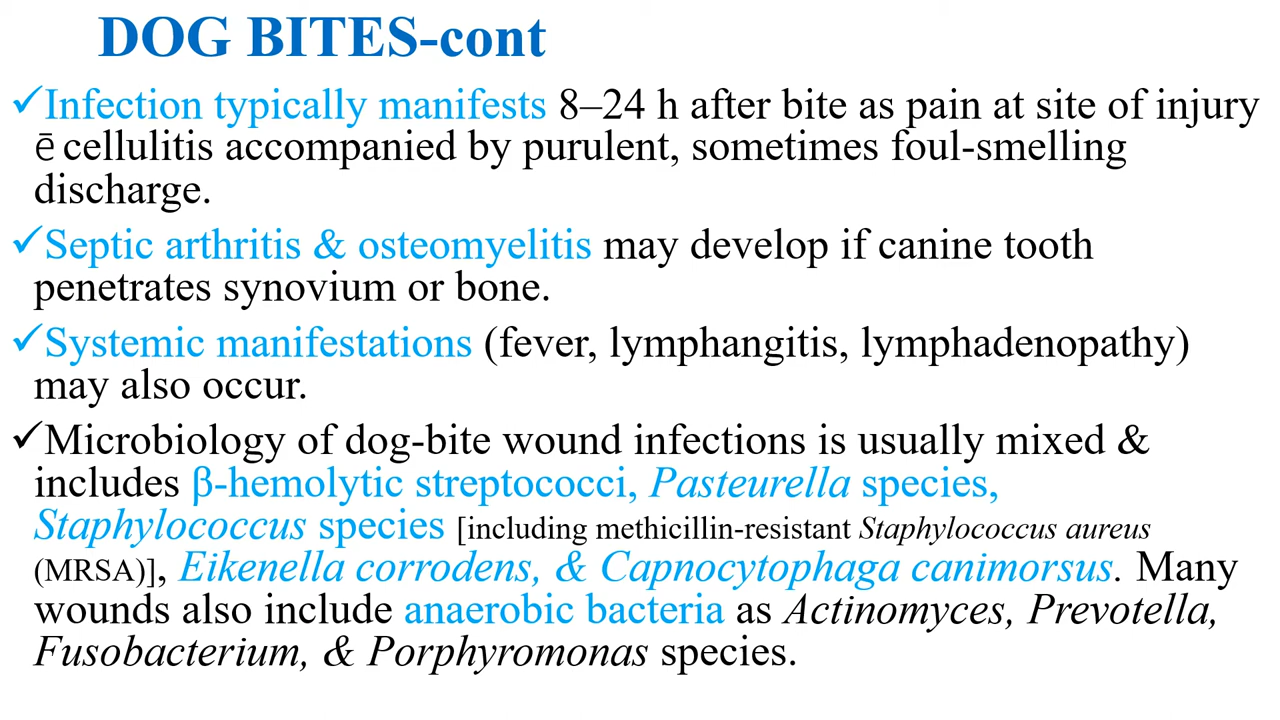 DOG BITES-cont
✓Infection typically manifests 8–24 h after bite as pain at site of injury
ē cellulitis accompanied by purulent, sometimes foul-smelling
discharge.
✓Septic arthritis & osteomyelitis may develop if canine tooth
penetrates synovium or bone.
✓Systemic manifestations (fever, lymphangitis, lymphadenopathy)
may also occur.
✓Microbiology of dog-bite wound infections is usually mixed &
includes β-hemolytic streptococci, Pasteurella species,
Staphylococcus species [including methicillin-resistant Staphylococcus aureus
(MRSA)], Eikenella corrodens, & Capnocytophaga canimorsus. Many
wounds also include anaerobic bacteria as Actinomyces, Prevotella,
Fusobacterium, & Porphyromonas species.